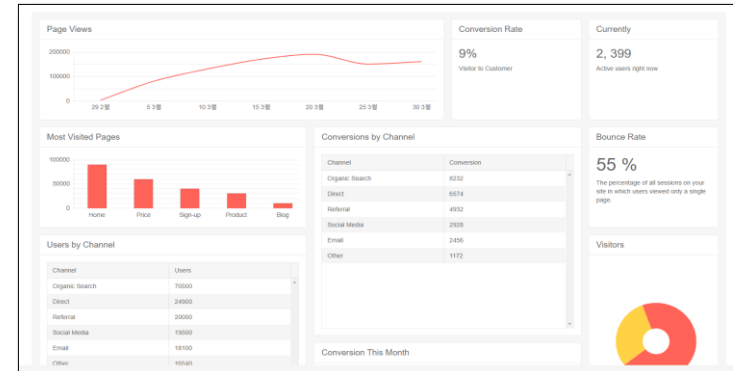 Page Views
200000
100000
0
29 2월
5 3월
10 3월
15 3월
20 3월
25 3월
30 3월
Conversion Rate
9%
Visitor to Customer
Currently
2, 399
Active users right now
Most Visited Pages
100000
50000
0
Home Price Sign-up Product Blog
Conversions by Channel
Channel Conversion
Organic Search 8232
Direct 6574
Referral 4932
Social Media 2928
Email 2456
Other 1172
Bounce Rate
55 %
The percentage of all sessions on your
site in which users viewed only a single
page.
Users by Channel
Channel Users
Organic Search 70500
Direct 24900
Referral 20000
Social Media
Email 18100
Other 16540
Conversion This Month
Visitors